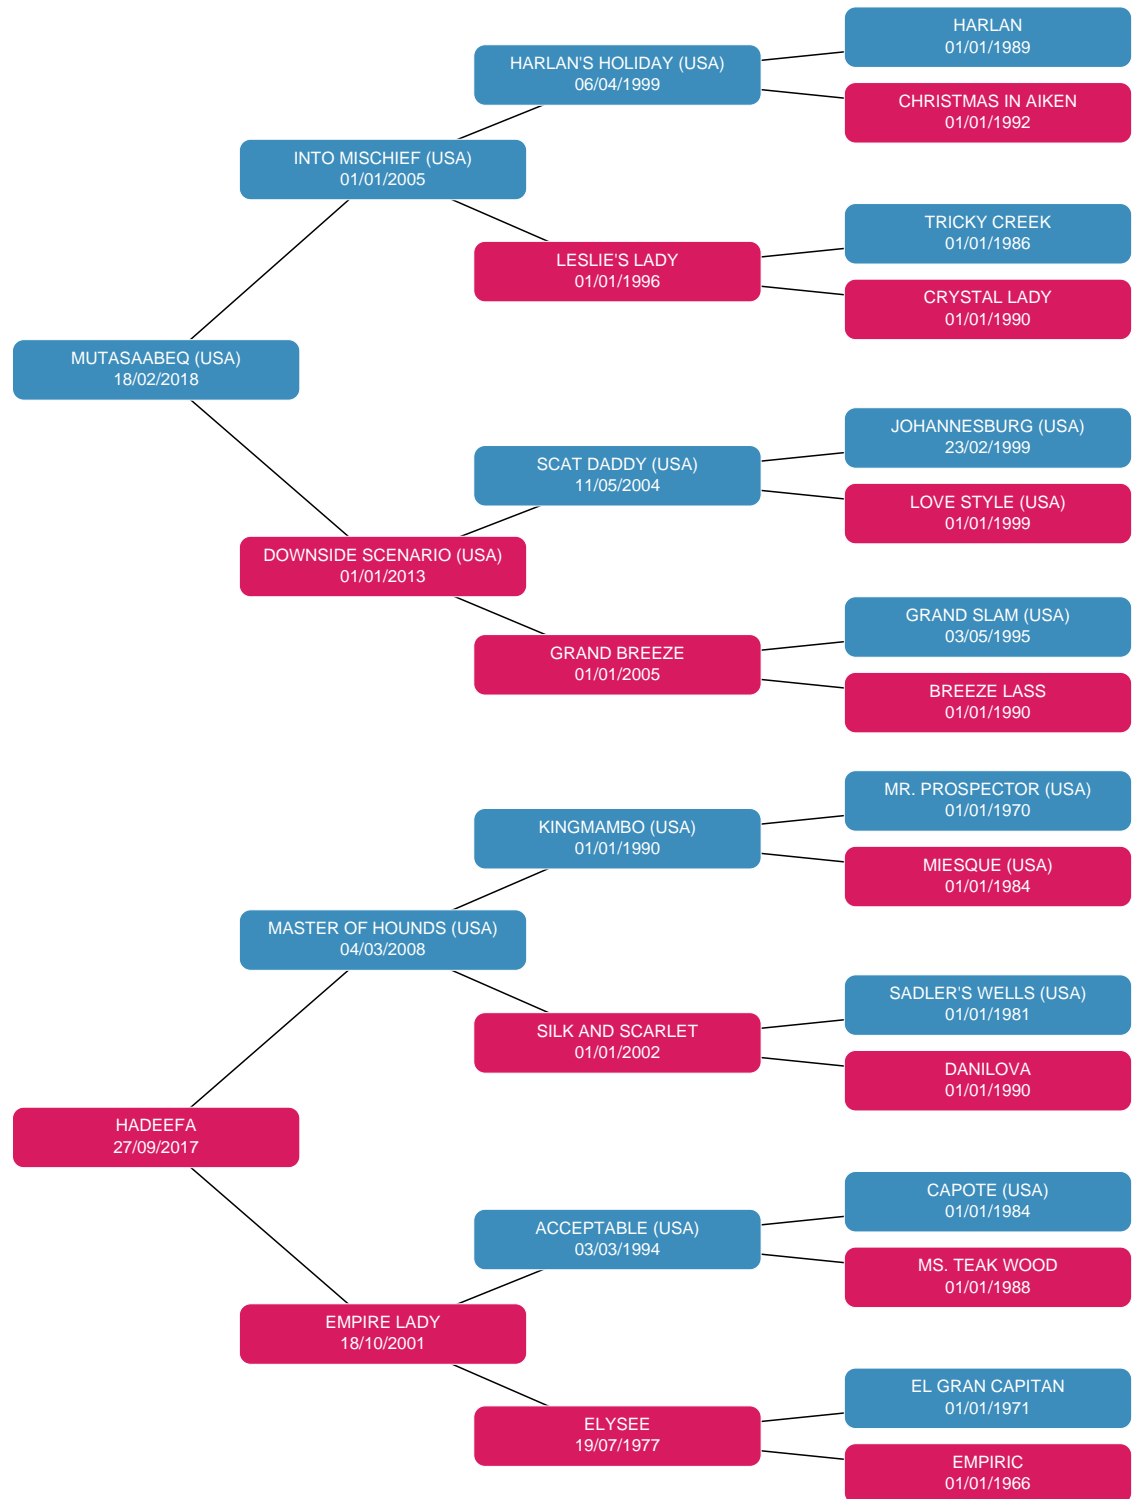 HARLAN
01/01/1989
HARLAN'S HOLIDAY (USA)
06/04/1999
CHRISTMAS IN AIKEN
01/01/1992
INTO MISCHIEF (USA)
01/01/2005
TRICKY CREEK
01/01/1986
LESLIE'S LADY
01/01/1996
CRYSTAL LADY
01/01/1990
MUTASAABEQ (USA)
18/02/2018
JOHANNESBURG (USA)
23/02/1999
SCAT DADDY (USA)
11/05/2004
LOVE STYLE (USA)
01/01/1999
DOWNSIDE SCENARIO (USA)
01/01/2013
GRAND SLAM (USA)
03/05/1995
GRAND BREEZE
01/01/2005
BREEZE LASS
01/01/1990
MR. PROSPECTOR (USA)
01/01/1970
KINGMAMBO (USA)
01/01/1990
MIESQUE (USA)
01/01/1984
MASTER OF HOUNDS (USA)
04/03/2008
SADLER'S WELLS (USA)
01/01/1981
SILK AND SCARLET
01/01/2002
DANILOVA
01/01/1990
HADEEFA
27/09/2017
CAPOTE (USA)
01/01/1984
ACCEPTABLE (USA)
03/03/1994
MS. TEAK WOOD
01/01/1988
EMPIRE LADY
18/10/2001
EL GRAN CAPITAN
01/01/1971
ELYSEE
19/07/1977
EMPIRIC
01/01/1966